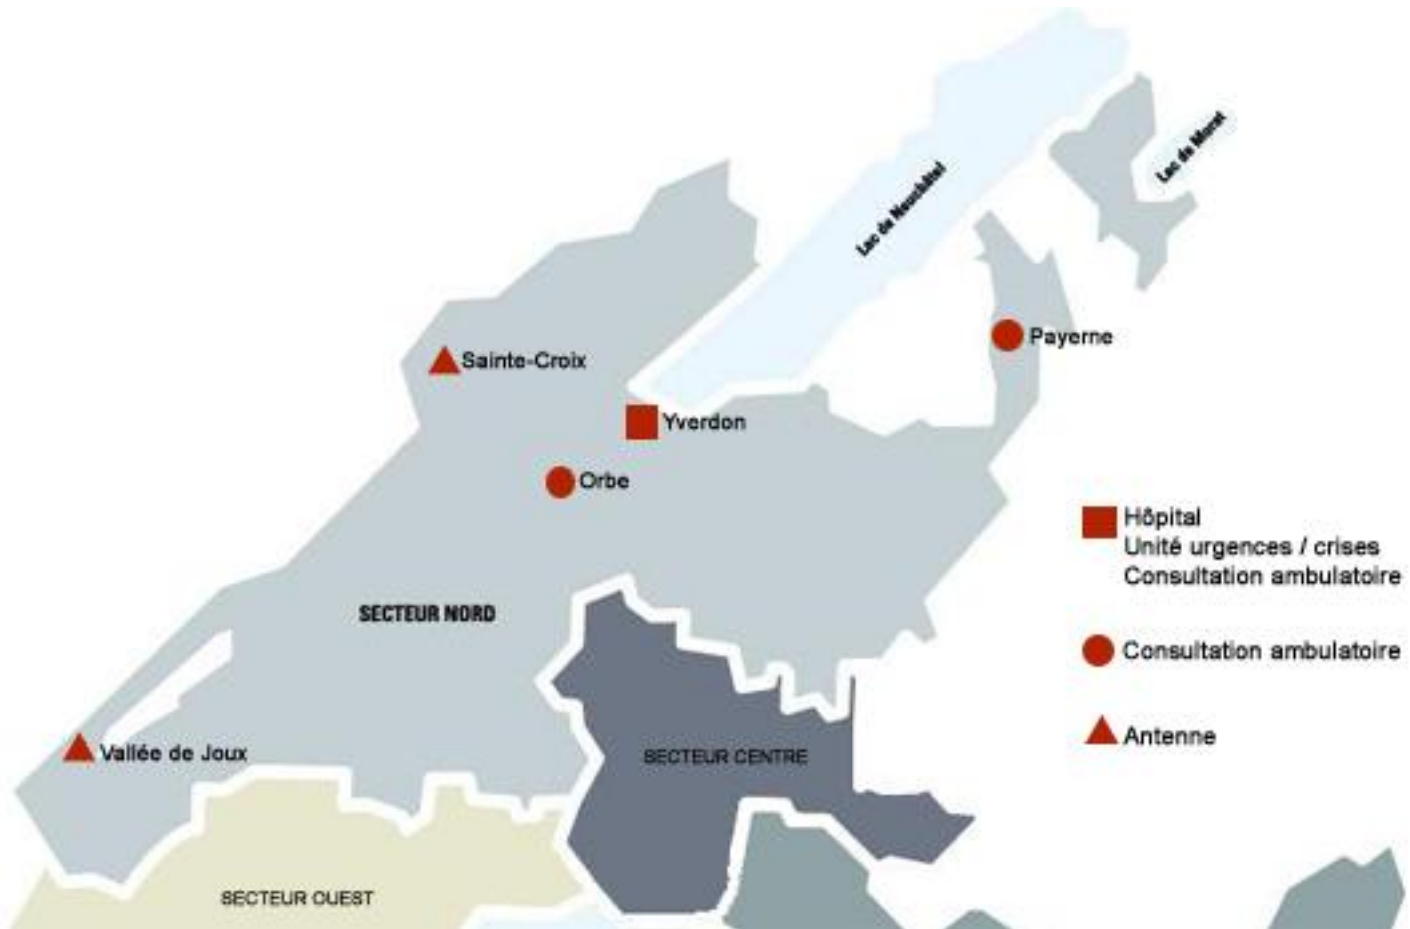 Lac de Morat
Lac de Neuchâtel
Payerne
Sainte-Croix
Yverdon
Orbe
Hôpital
Unité urgences / crises
Consultation ambulatoire
SECTEUR NORD
Consultation ambulatoire
Antenne
Vallée de Joux
SECTEUR CENTRE
SECTEUR OUEST